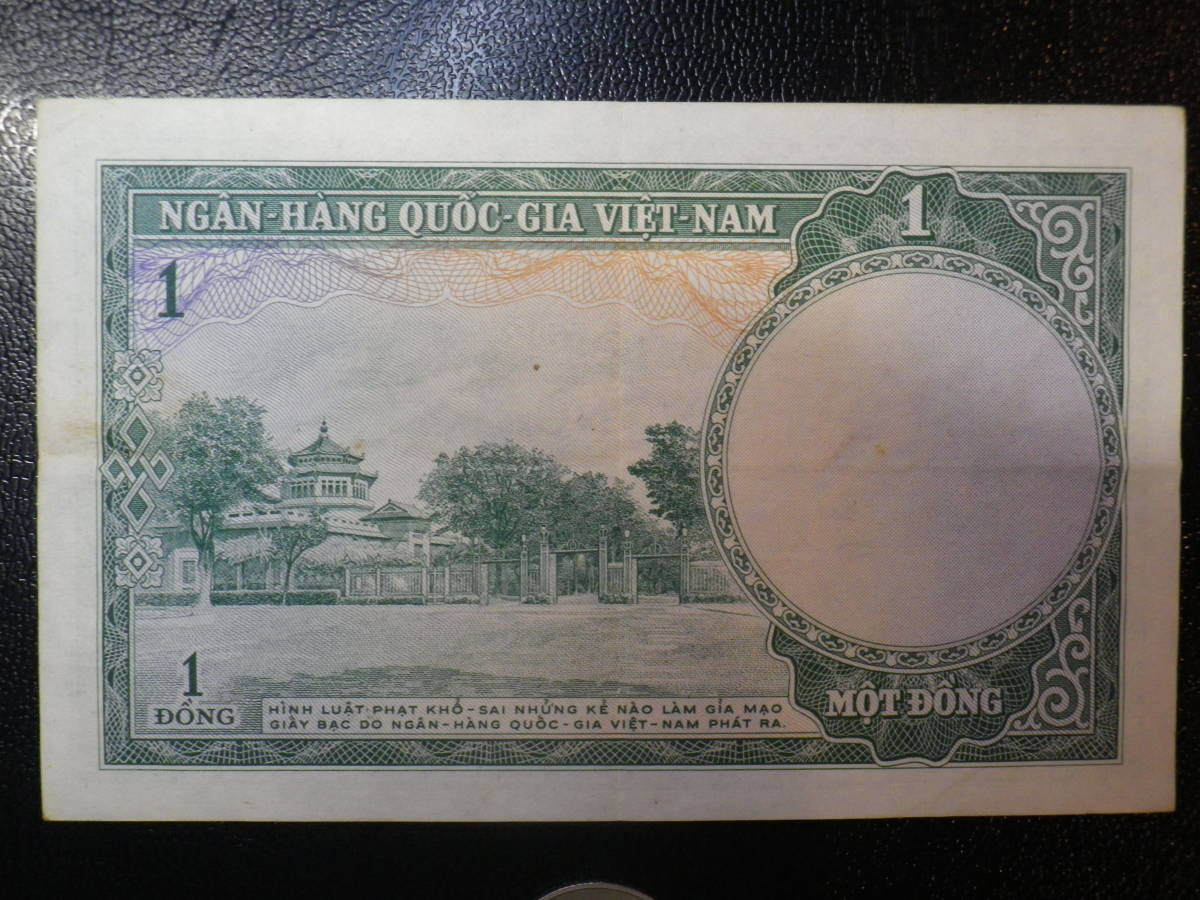 NGÂN-HÀNG QUỐC-GIA VIỆT-NAM
1
1
1
ĐỒNG
HÌNH LUẬT PHẠT KHỔ-SAI NHỮNG KẺ NÀO LÀM GIẢ MẠO
GIẤY BẠC DO NGÂN-HÀNG QUỐC-GIA VIỆT-NAM PHÁT RA.
MỘT ĐỒNG